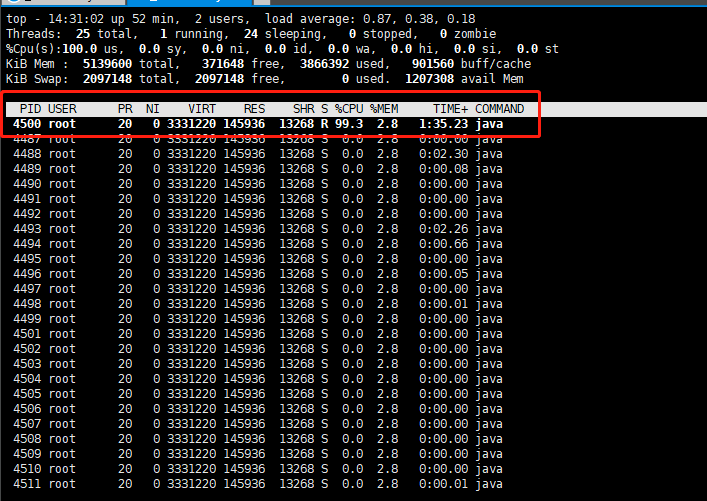 top - 14:31:02 up 52 min,  2 users,  load average: 0.87, 0.38, 0.18
Threads:  25 total,   1 running,  24 sleeping,   0 stopped,   0 zombie
%Cpu(s):100.0 us,  0.0 sy,  0.0 ni,  0.0 id,  0.0 wa,  0.0 hi,  0.0 si,  0.0 st
KiB Mem :  5139600 total,   371648 free,  3866392 used,   901560 buff/cache
KiB Swap:  2097148 total,  2097148 free,        0 used.  1207308 avail Mem
PID USER      PR  NI    VIRT    RES    SHR S %CPU %MEM     TIME+ COMMAND
4500 root      20   0 3331220 145936  13268 R 99.3  2.8   1:35.23 java
4487 root      20   0 3331220 145936  13268 S  0.0  2.8   0:00.00 java
4488 root      20   0 3331220 145936  13268 S  0.0  2.8   0:02.30 java
4489 root      20   0 3331220 145936  13268 S  0.0  2.8   0:00.08 java
4490 root      20   0 3331220 145936  13268 S  0.0  2.8   0:00.00 java
4491 root      20   0 3331220 145936  13268 S  0.0  2.8   0:00.00 java
4492 root      20   0 3331220 145936  13268 S  0.0  2.8   0:00.00 java
4493 root      20   0 3331220 145936  13268 S  0.0  2.8   0:02.26 java
4494 root      20   0 3331220 145936  13268 S  0.0  2.8   0:00.66 java
4495 root      20   0 3331220 145936  13268 S  0.0  2.8   0:00.00 java
4496 root      20   0 3331220 145936  13268 S  0.0  2.8   0:00.05 java
4497 root      20   0 3331220 145936  13268 S  0.0  2.8   0:00.00 java
4498 root      20   0 3331220 145936  13268 S  0.0  2.8   0:00.01 java
4499 root      20   0 3331220 145936  13268 S  0.0  2.8   0:00.00 java
4501 root      20   0 3331220 145936  13268 S  0.0  2.8   0:00.00 java
4502 root      20   0 3331220 145936  13268 S  0.0  2.8   0:00.00 java
4503 root      20   0 3331220 145936  13268 S  0.0  2.8   0:00.00 java
4504 root      20   0 3331220 145936  13268 S  0.0  2.8   0:00.00 java
4505 root      20   0 3331220 145936  13268 S  0.0  2.8   0:00.00 java
4506 root      20   0 3331220 145936  13268 S  0.0  2.8   0:00.00 java
4507 root      20   0 3331220 145936  13268 S  0.0  2.8   0:00.00 java
4508 root      20   0 3331220 145936  13268 S  0.0  2.8   0:00.00 java
4509 root      20   0 3331220 145936  13268 S  0.0  2.8   0:00.00 java
4510 root      20   0 3331220 145936  13268 S  0.0  2.8   0:00.00 java
4511 root      20   0 3331220 145936  13268 S  0.0  2.8   0:00.01 java